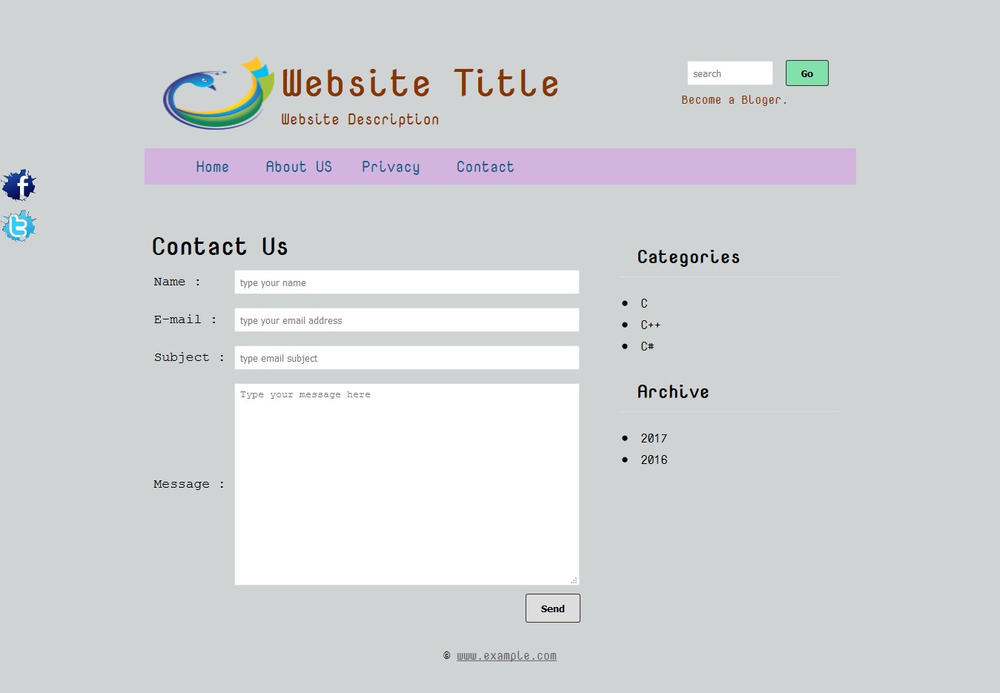 Website Title
Website Description
search
Go
Become a Bloger.
Home About US Privacy Contact
f
t
Contact Us
Name : type your name
E-mail : type your email address
Subject : type email subject
Message : Type your message here
Send
Categories
C
C++
C#
Archive
2017
2016
© www.example.com